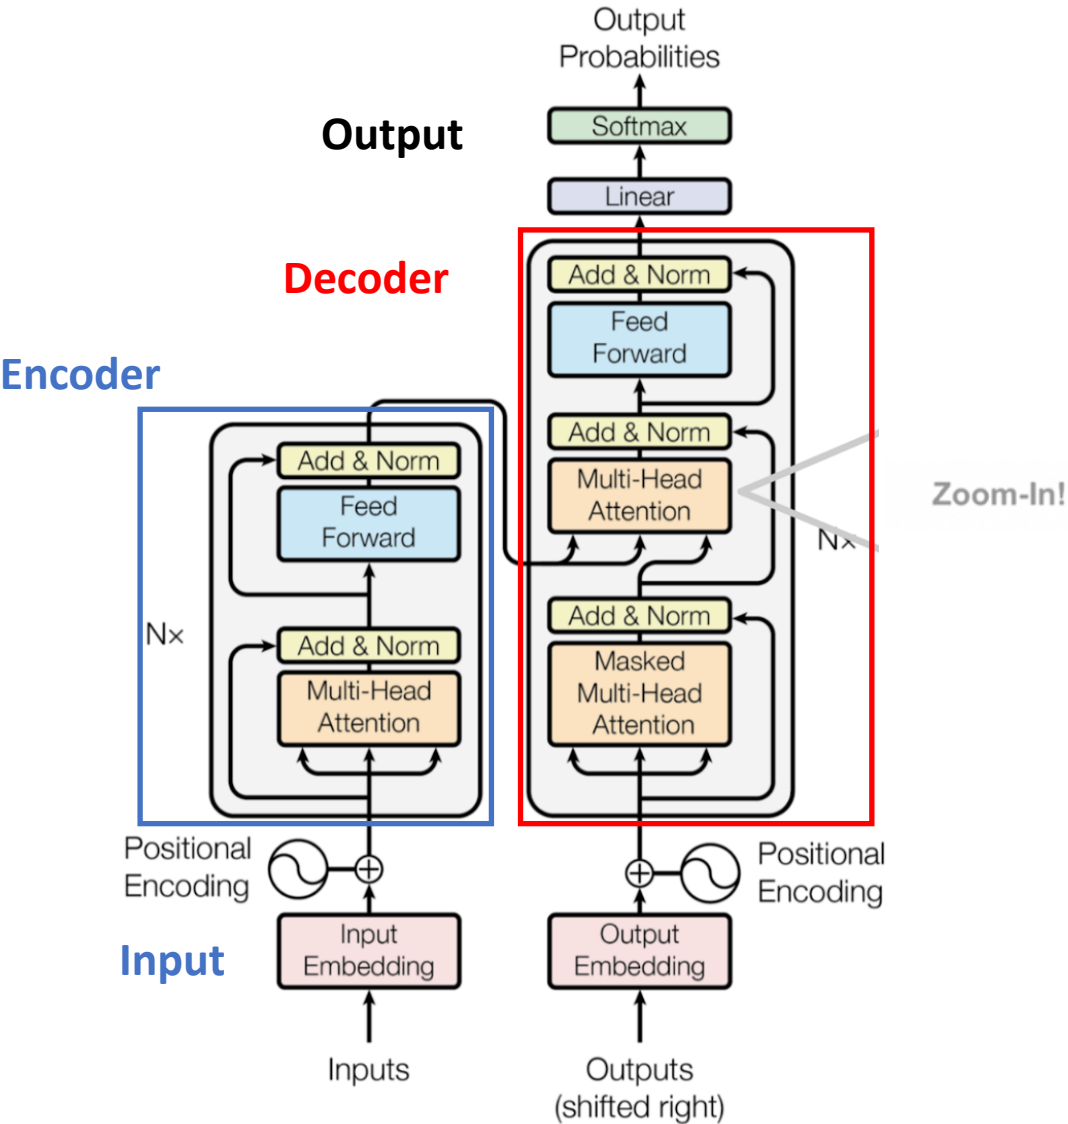 Output
Probabilities
Output
Softmax
Linear
Decoder
Add & Norm
Feed
Forward
Add & Norm
Multi-Head
Attention
Zoom-In!
N×
Add & Norm
Masked
Multi-Head
Attention
Encoder
Add & Norm
Feed
Forward
N×
Add & Norm
Multi-Head
Attention
Positional
Encoding
Positional
Encoding
Input
Input
Embedding
Output
Embedding
Inputs
Outputs
(shifted right)